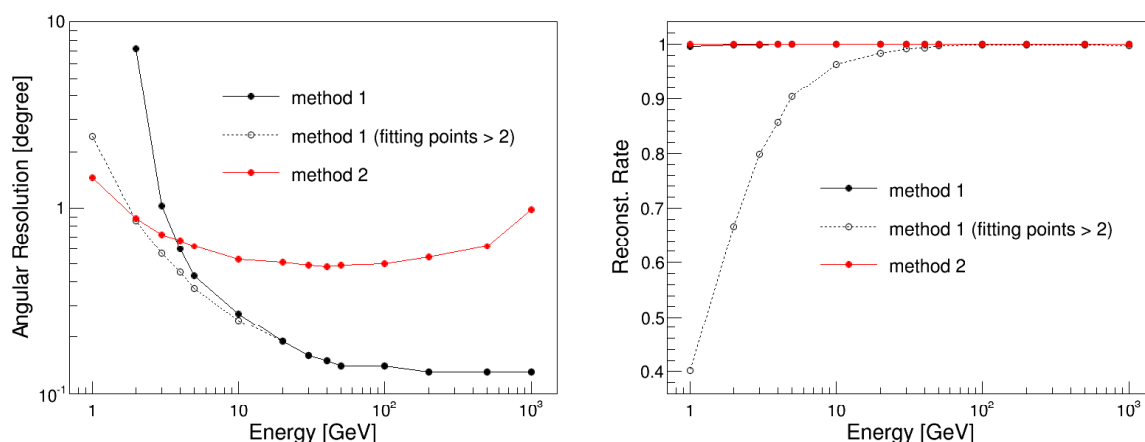 Angular Resolution [degree]
10
1
10⁻¹
method 1
method 1 (fitting points > 2)
method 2
1
10
10²
10³
Energy [GeV]
Reconst. Rate
1
0.9
0.8
0.7
0.6
0.5
0.4
method 1
method 1 (fitting points > 2)
method 2
1
10
10²
10³
Energy [GeV]